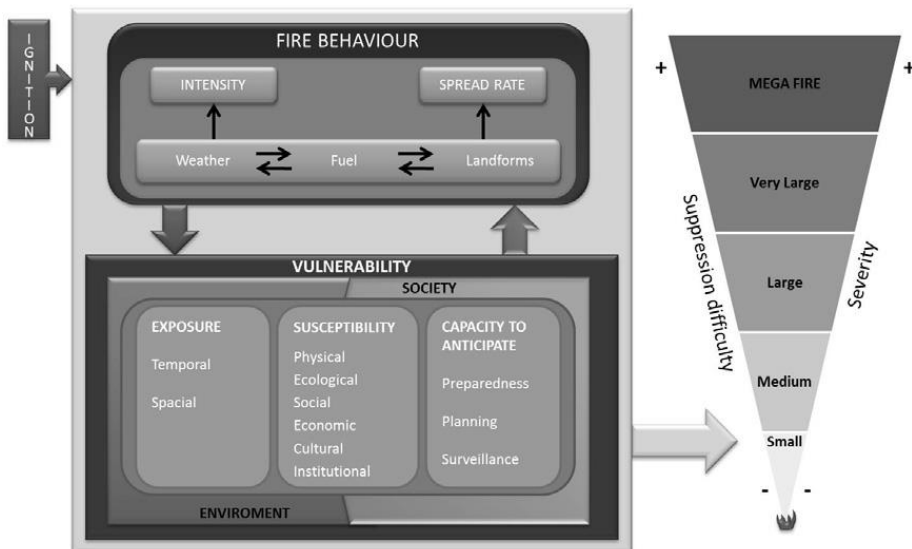 IGNITION
FIRE BEHAVIOUR
INTENSITY
SPREAD RATE
Weather
Fuel
Landforms
VULNERABILITY
SOCIETY
EXPOSURE
Temporal
Spacial
SUSCEPTIBILITY
Physical
Ecological
Social
Economic
Cultural
Institutional
CAPACITY TO
ANTICIPATE
Preparedness
Planning
Surveillance
ENVIROMENT
+ +
MEGA FIRE
Very Large
Large
Medium
Small
- -
Suppression difficulty
Severity